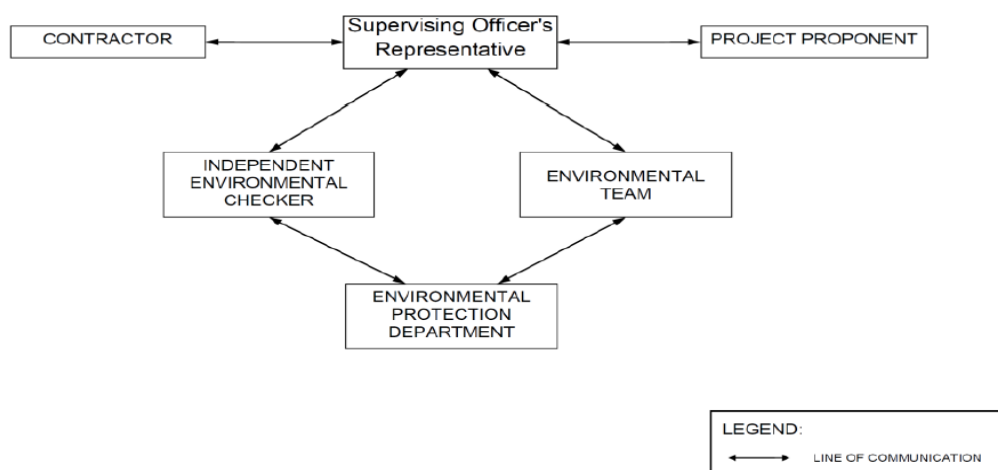 CONTRACTOR
Supervising Officer's
Representative
PROJECT PROPONENT
INDEPENDENT
ENVIRONMENTAL
CHECKER
ENVIRONMENTAL
TEAM
ENVIRONMENTAL
PROTECTION
DEPARTMENT
LEGEND:
LINE OF COMMUNICATION